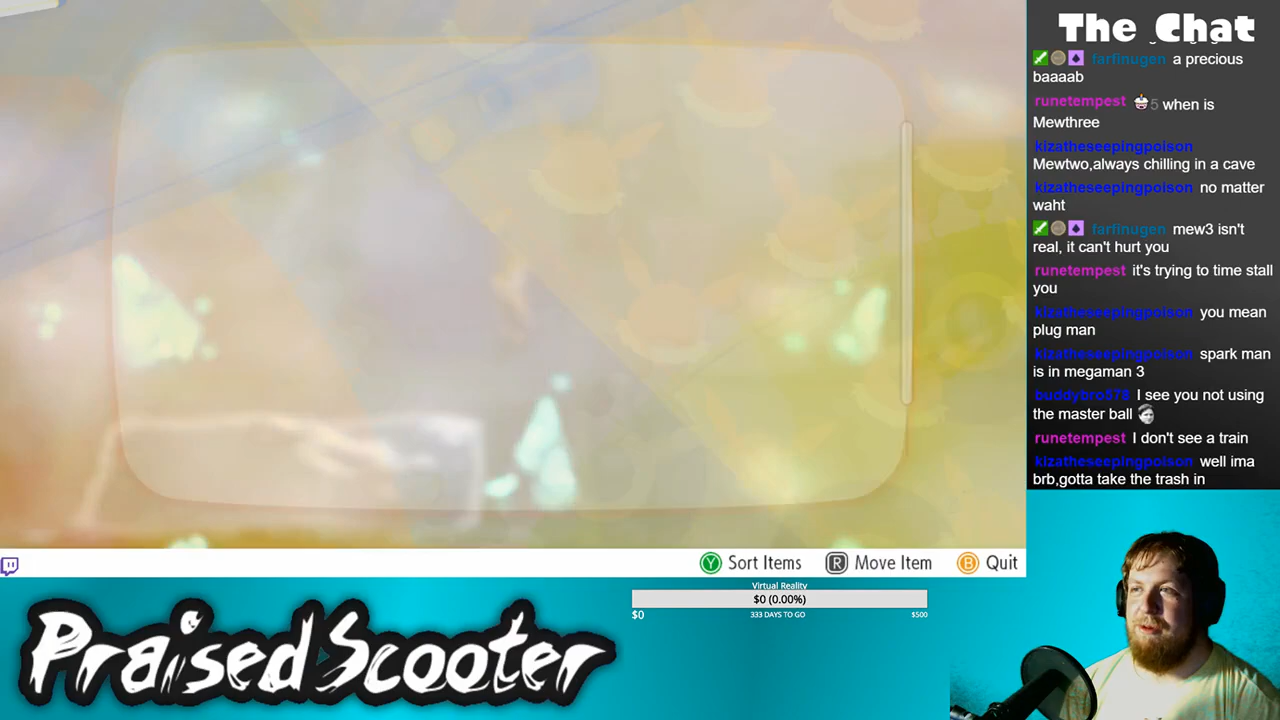 The Chat
farfinugen a precious
baaaab
runetempest 5 when is
Mewthree
kizatheseepingpoison
Mewtwo,always chilling in a cave
kizatheseepingpoison no matter
waht
farfinugen mew3 isn't
real, it can't hurt you
runetempest it's trying to time stall
you
kizatheseepingpoison you mean
plug man
kizatheseepingpoison spark man
is in megaman 3
buddybro578 I see you not using
the master ball
runetempest I don't see a train
kizatheseepingpoison well ima
brb,gotta take the trash in
Y Sort Items R Move Item B Quit
Virtual Reality
$0 (0.00%)
$0 333 DAYS TO GO $500
PraisedScooter